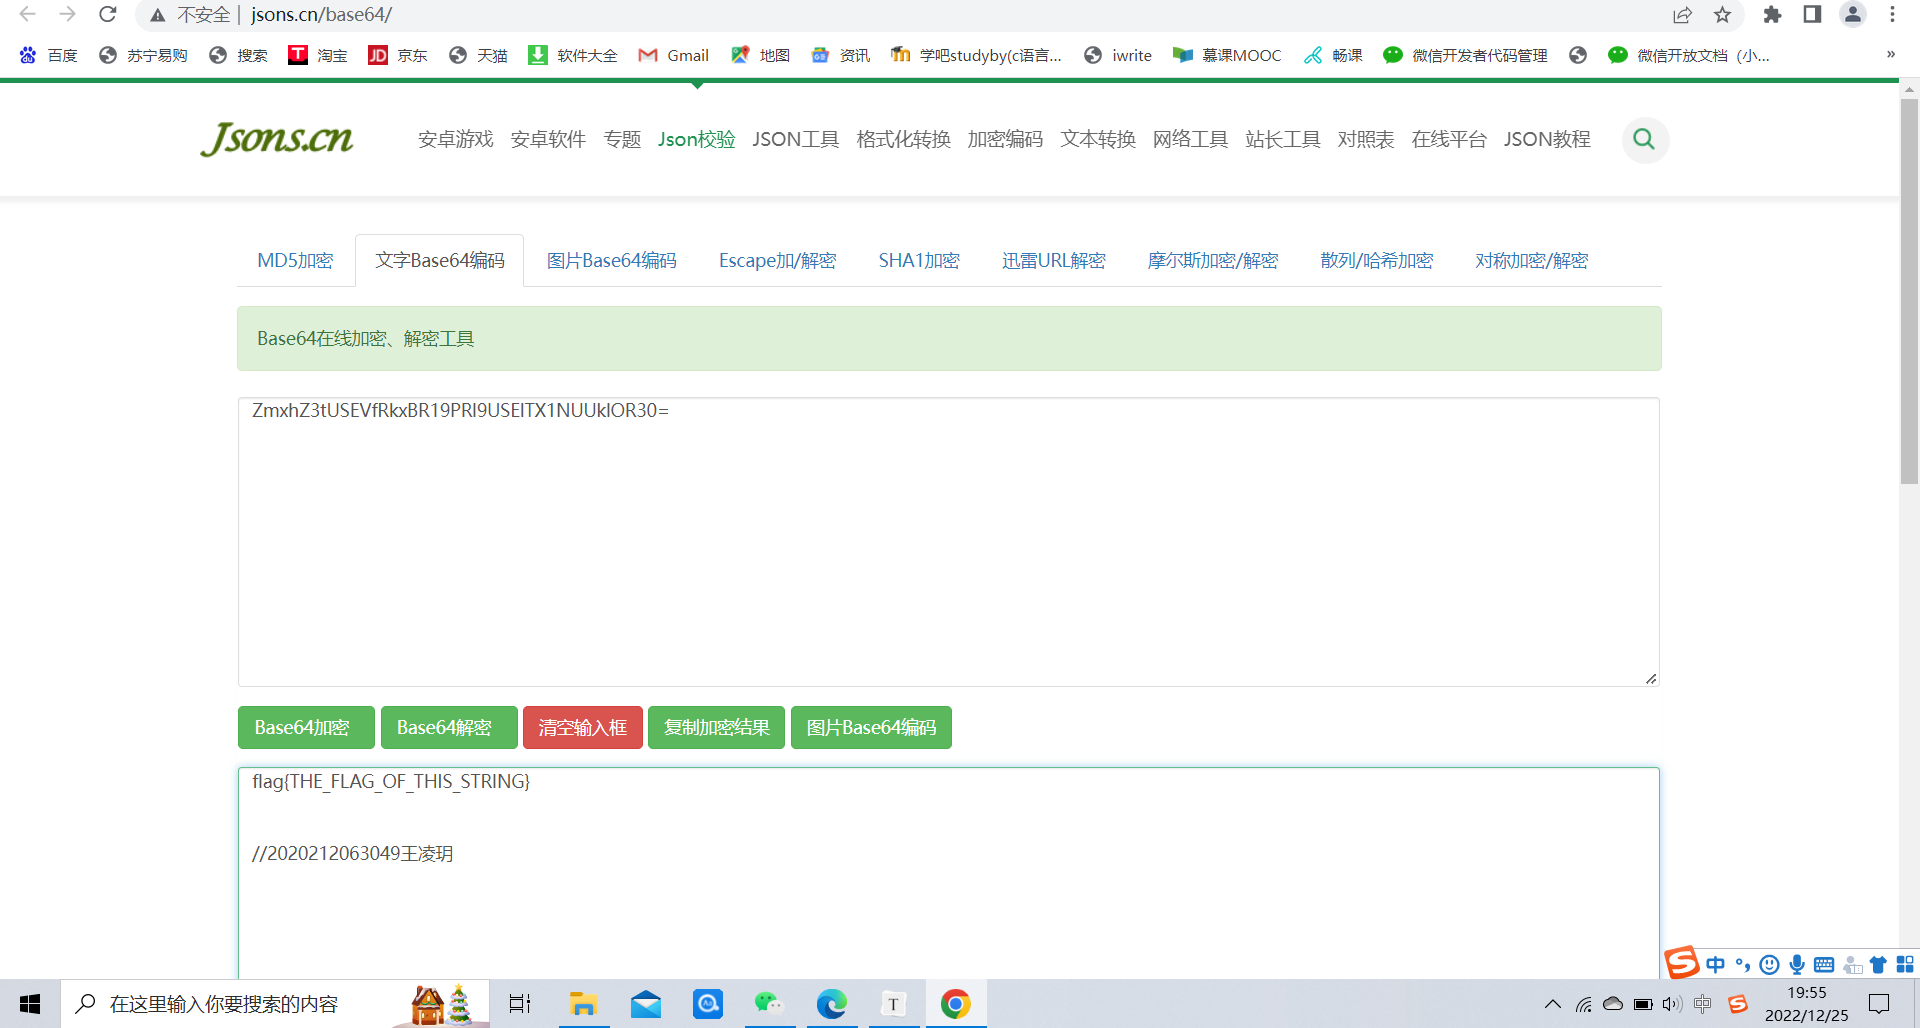 不安全 | jsons.cn/base64/
百度 苏宁易购 搜索 淘宝 京东 天猫 软件大全 Gmail 地图 资讯 学吧studyby(c语言... iwrite 慕课MOOC 畅课 微信开发者代码管理 微信开放文档 (小... »
Jsons.cn 安卓游戏 安卓软件 专题 Json校验 JSON工具 格式化转换 加密编码 文本转换 网络工具 站长工具 对照表 在线平台 JSON教程
MD5加密 文字Base64编码 图片Base64编码 Escape加/解密 SHA1加密 迅雷URL解密 摩尔斯加密/解密 散列/哈希加密 对称加密/解密
Base64在线加密、解密工具
ZmxhZ3tUSEVfRkxBR19PRl9USElTX1NUUklOR30=
Base64加密 Base64解密 清空输入框 复制加密结果 图片Base64编码
flag{THE_FLAG_OF_THIS_STRING}
//2020212063049王凌玥
中
在这里输入你要搜索的内容
中
19:55
2022/12/25